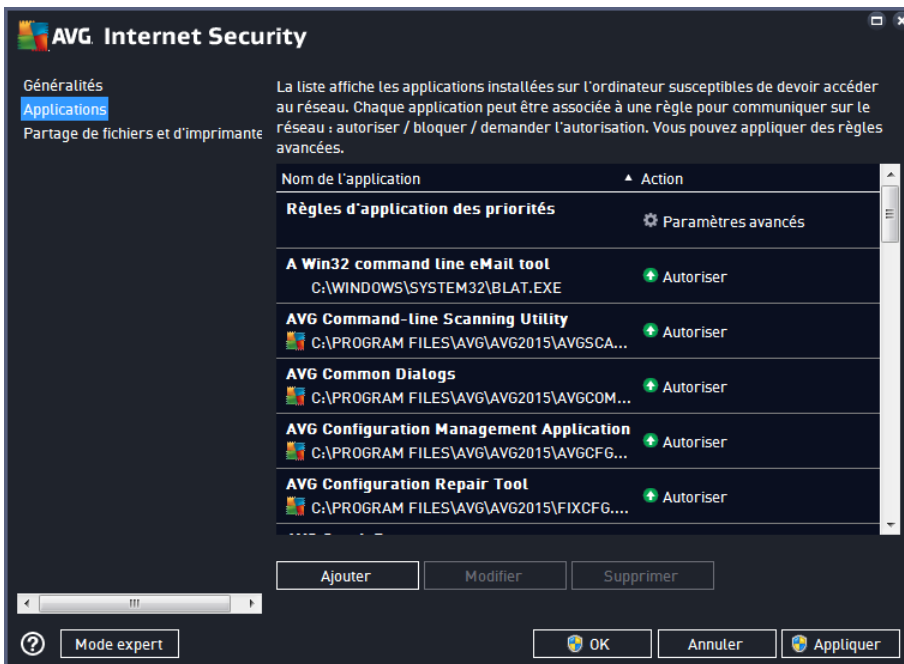 AVG Internet Security
Généralités
Applications
Partage de fichiers et d'imprimante
La liste affiche les applications installées sur l'ordinateur susceptibles de devoir accéder
au réseau. Chaque application peut être associée à une règle pour communiquer sur le
réseau : autoriser / bloquer / demander l'autorisation. Vous pouvez appliquer des règles
avancées.
Nom de l'application Action
Règles d'application des priorités
Paramètres avancés
A Win32 command line eMail tool
C:\WINDOWS\SYSTEM32\BLAT.EXE
Autoriser
AVG Command-line Scanning Utility
C:\PROGRAM FILES\AVG\AVG2015\AVGSCA...
Autoriser
AVG Common Dialogs
C:\PROGRAM FILES\AVG\AVG2015\AVGCOM...
Autoriser
AVG Configuration Management Application
C:\PROGRAM FILES\AVG\AVG2015\AVGCFG...
Autoriser
AVG Configuration Repair Tool
C:\PROGRAM FILES\AVG\AVG2015\FIXCFG....
Autoriser
Ajouter Modifier Supprimer
? Mode expert OK Annuler Appliquer